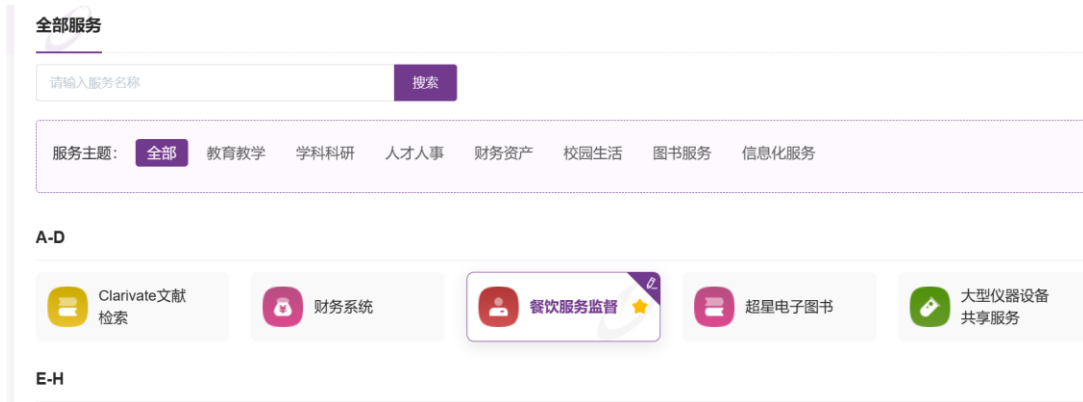 全部服务
请输入服务名称
搜索
服务主题: 全部 教育教学 学科科研 人才人事 财务资产 校园生活 图书服务 信息化服务
A-D
Clarivate文献
检索
财务系统
餐饮服务监督
超星电子图书
大型仪器设备
共享服务
E-H